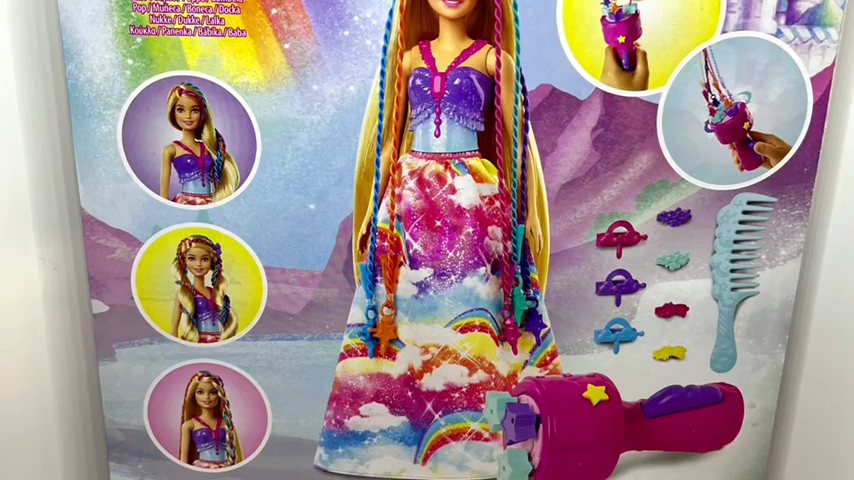 Pop / Muñeca / Boneca / Docka
Nukke / Dukke / Lalka
Κούκλα / Panenka / Bábika / Baba